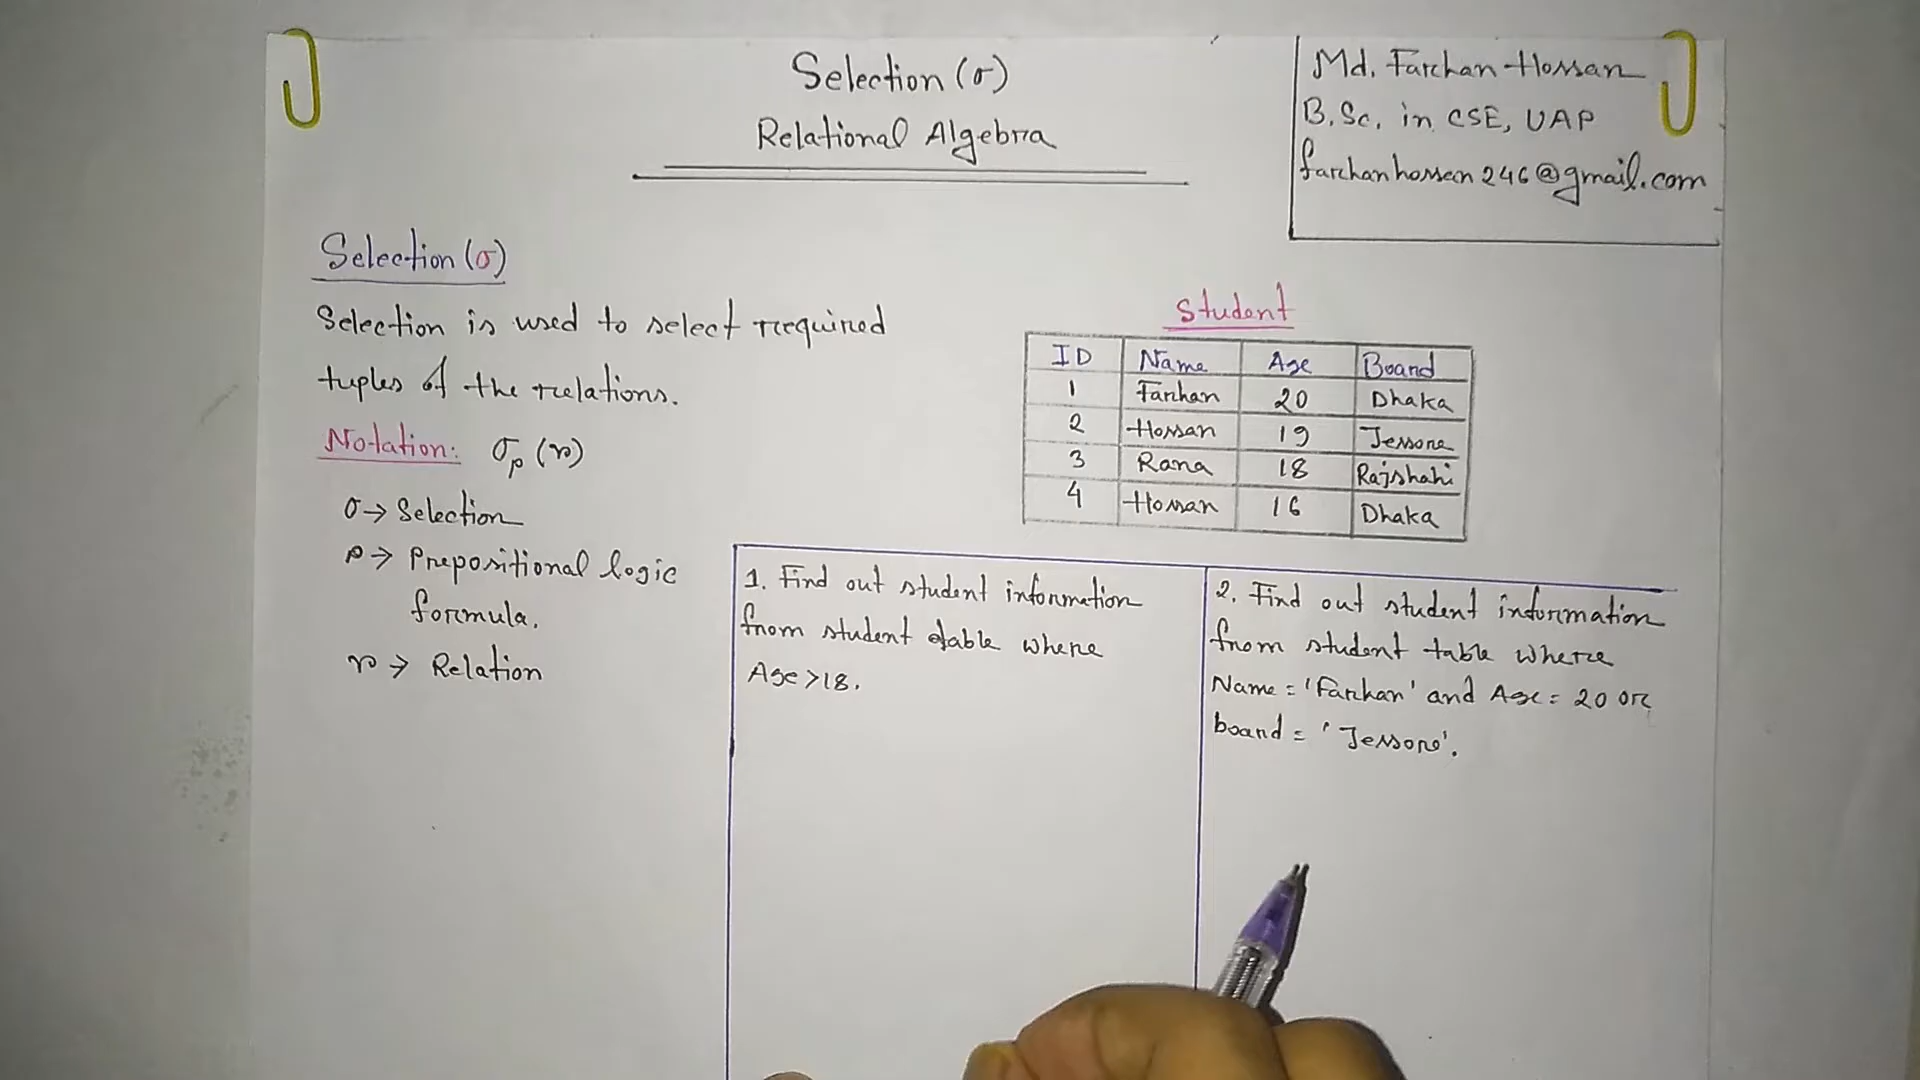 Selection (σ)
Relational Algebra
Md. Farhan Hossan
B.Sc. in CSE, UAP
farhanhossan246@gmail.com
Selection (σ)
Selection is used to select required
tuples of the relations.
Notation: σp (r)
σ → Selection
p → Prepositional logic
formula.
r → Relation
Student
ID Name Age Board
1 Farhan 20 Dhaka
2 Hossan 19 Jessore
3 Rana 18 Rajshahi
4 Hossan 16 Dhaka
1. Find out student information
from student table where
Age > 18.
2. Find out student information
from student table where
Name = 'Farhan' and Age = 20 or
board = 'Jessore'.